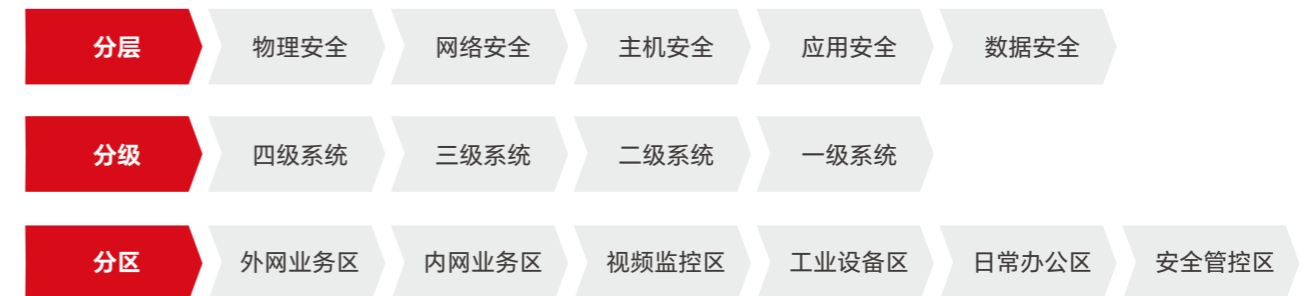 分层 物理安全 网络安全 主机安全 应用安全 数据安全
分级 四级系统 三级系统 二级系统 一级系统
分区 外网业务区 内网业务区 视频监控区 工业设备区 日常办公区 安全管控区